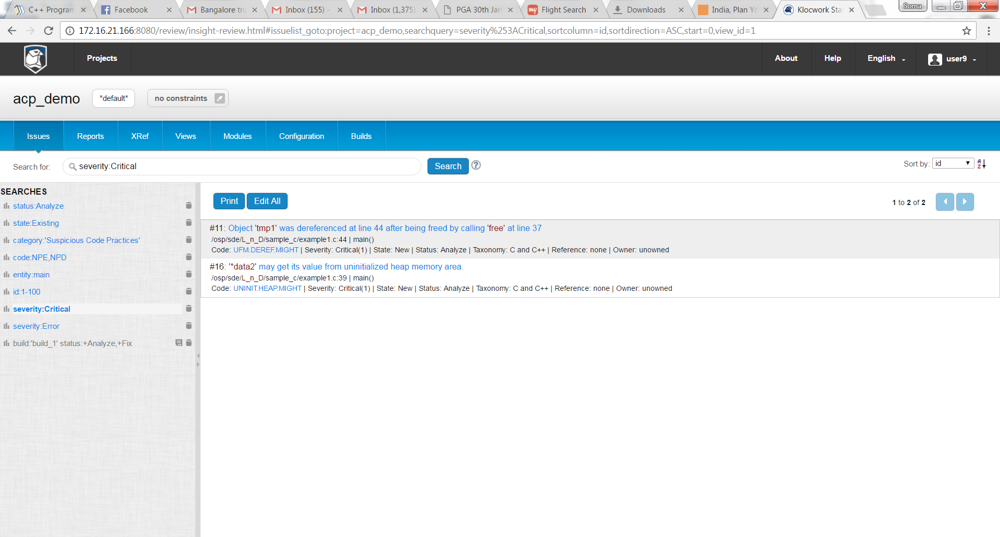 C++ Program
Facebook
Bangalore tri
Inbox (155) -
Inbox (1,375)
PGA 30th Jan
Flight Search
Downloads
India, Plan Yo
Klocwork Sta
Soma
172.16.21.166:8080/review/insight-review.html#issuelist_goto:project=acp_demo,searchquery=severity%253ACritical,sortcolumn=id,sortdirection=ASC,start=0,view_id=1
Projects
About
Help
English
user9
acp_demo
*default*
no constraints
Issues
Reports
XRef
Views
Modules
Configuration
Builds
Search for:
severity:Critical
Search
?
Sort by:
id
SEARCHES
status:Analyze
state:Existing
category:'Suspicious Code Practices'
code:NPE,NPD
entity:main
id:1-100
severity:Critical
severity:Error
build:'build_1' status:+Analyze,+Fix
Print
Edit All
1 to 2 of 2
#11: Object 'tmp1' was dereferenced at line 44 after being freed by calling 'free' at line 37
/osp/sde/L_n_D/sample_c/example1.c:44 | main()
Code: UFM.DEREF.MIGHT | Severity: Critical(1) | State: New | Status: Analyze | Taxonomy: C and C++ | Reference: none | Owner: unowned
#16: '*data2' may get its value from uninitialized heap memory area.
/osp/sde/L_n_D/sample_c/example1.c:39 | main()
Code: UNINIT.HEAP.MIGHT | Severity: Critical(1) | State: New | Status: Analyze | Taxonomy: C and C++ | Reference: none | Owner: unowned